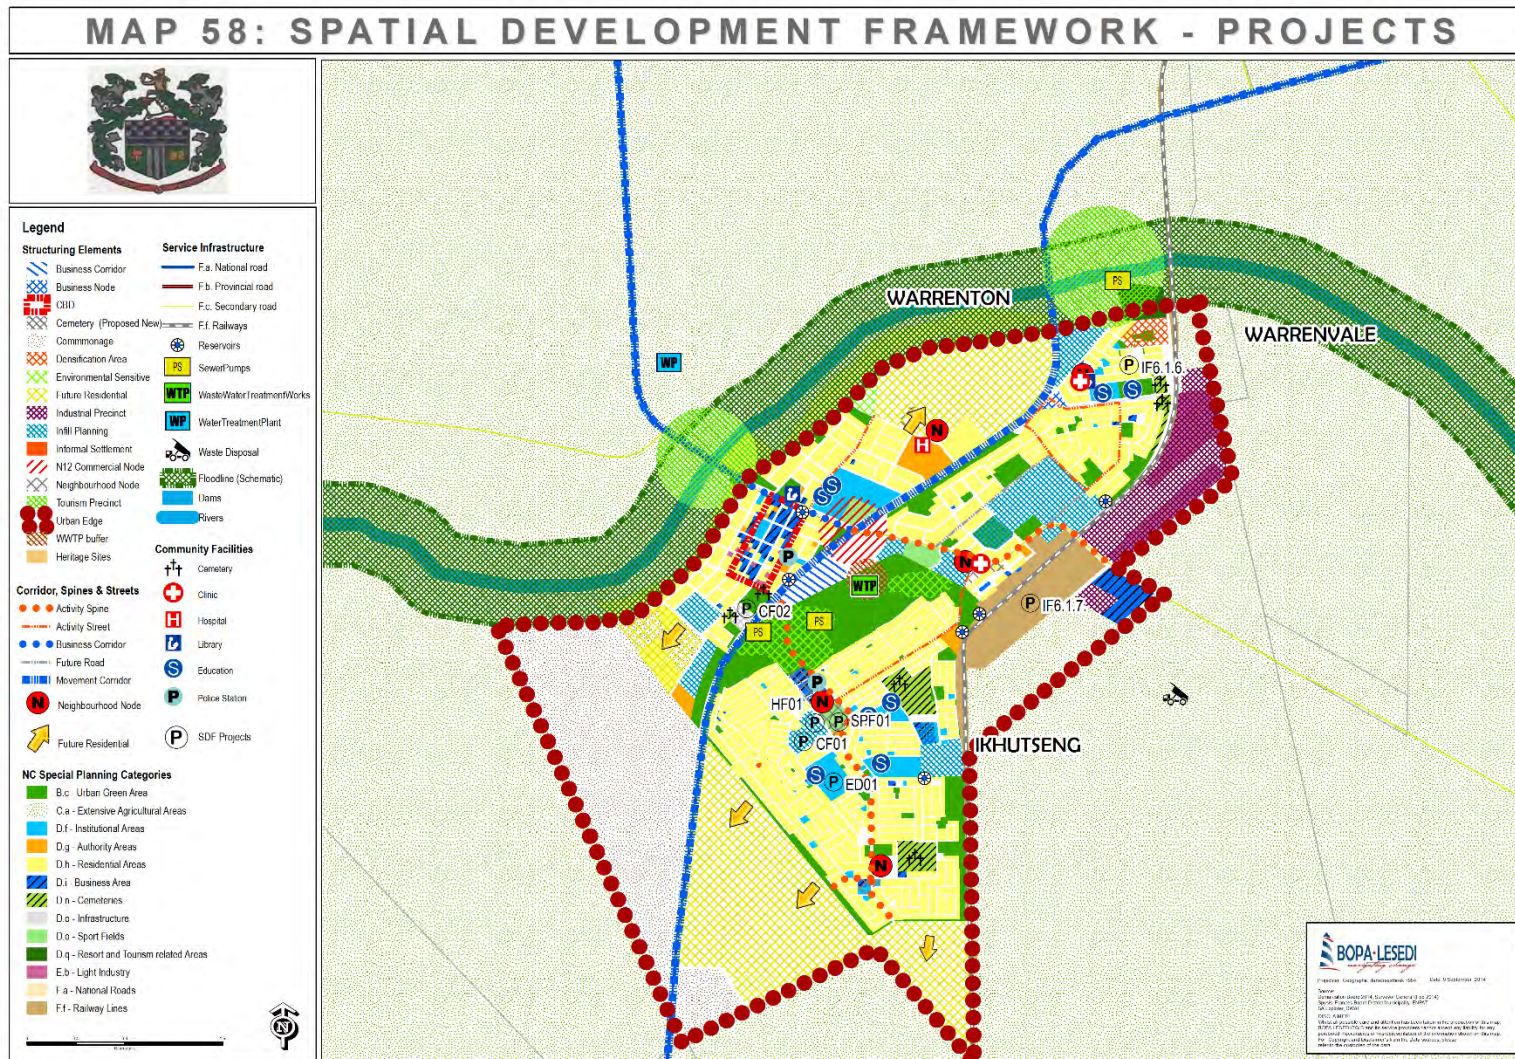 MAP 58: SPATIAL DEVELOPMENT FRAMEWORK - PROJECTS
Legend
Structuring Elements
Business Corridor
Business Node
CBD
Cemetery (Proposed New)
Commmonage
Densification Area
Environmental Sensitive
Future Residential
Industrial Precinct
Infill Planning
Informal Settlement
N12 Commercial Node
Neighbourhood Node
Tourism Precinct
Urban Edge
WWTP buffer
Heritage Sites
Corridor, Spines & Streets
Activity Spine
Activity Street
Business Corridor
Future Road
Movement Corridor
N Neighbourhood Node
Future Residential
Service Infrastructure
F.a. National road
F.b. Provincial road
F.c. Secondary road
F.f. Railways
Reservoirs
PS SewerPumps
WTP WasteWaterTreatmentWorks
WP WaterTreatmentPlant
Waste Disposal
Floodline (Schematic)
Dams
Rivers
Community Facilities
Cemetery
Clinic
H Hospital
Library
S Education
P Police Station
P SDF Projects
NC Special Planning Categories
B.c - Urban Green Area
C.a - Extensive Agricultural Areas
D.f - Institutional Areas
D.g - Authority Areas
D.h - Residential Areas
D.i - Business Area
D.n - Cemeteries
D.o - Infrastructure
D.o - Sport Fields
D.q - Resort and Tourism related Areas
E.b - Light Industry
F.a - National Roads
F.f - Railway Lines
N
WP
PS
WARRENTON
WARRENVALE
P IF6.1.6.
S S
N
H
S S
P
N
WTP
P IF6.1.7.
P CF02
PS
PS
P
HF01 N
S
P P SPF01
P CF01
IKHUTSENG
S
S P ED01
N
BOPA-LESEDI
navigating change